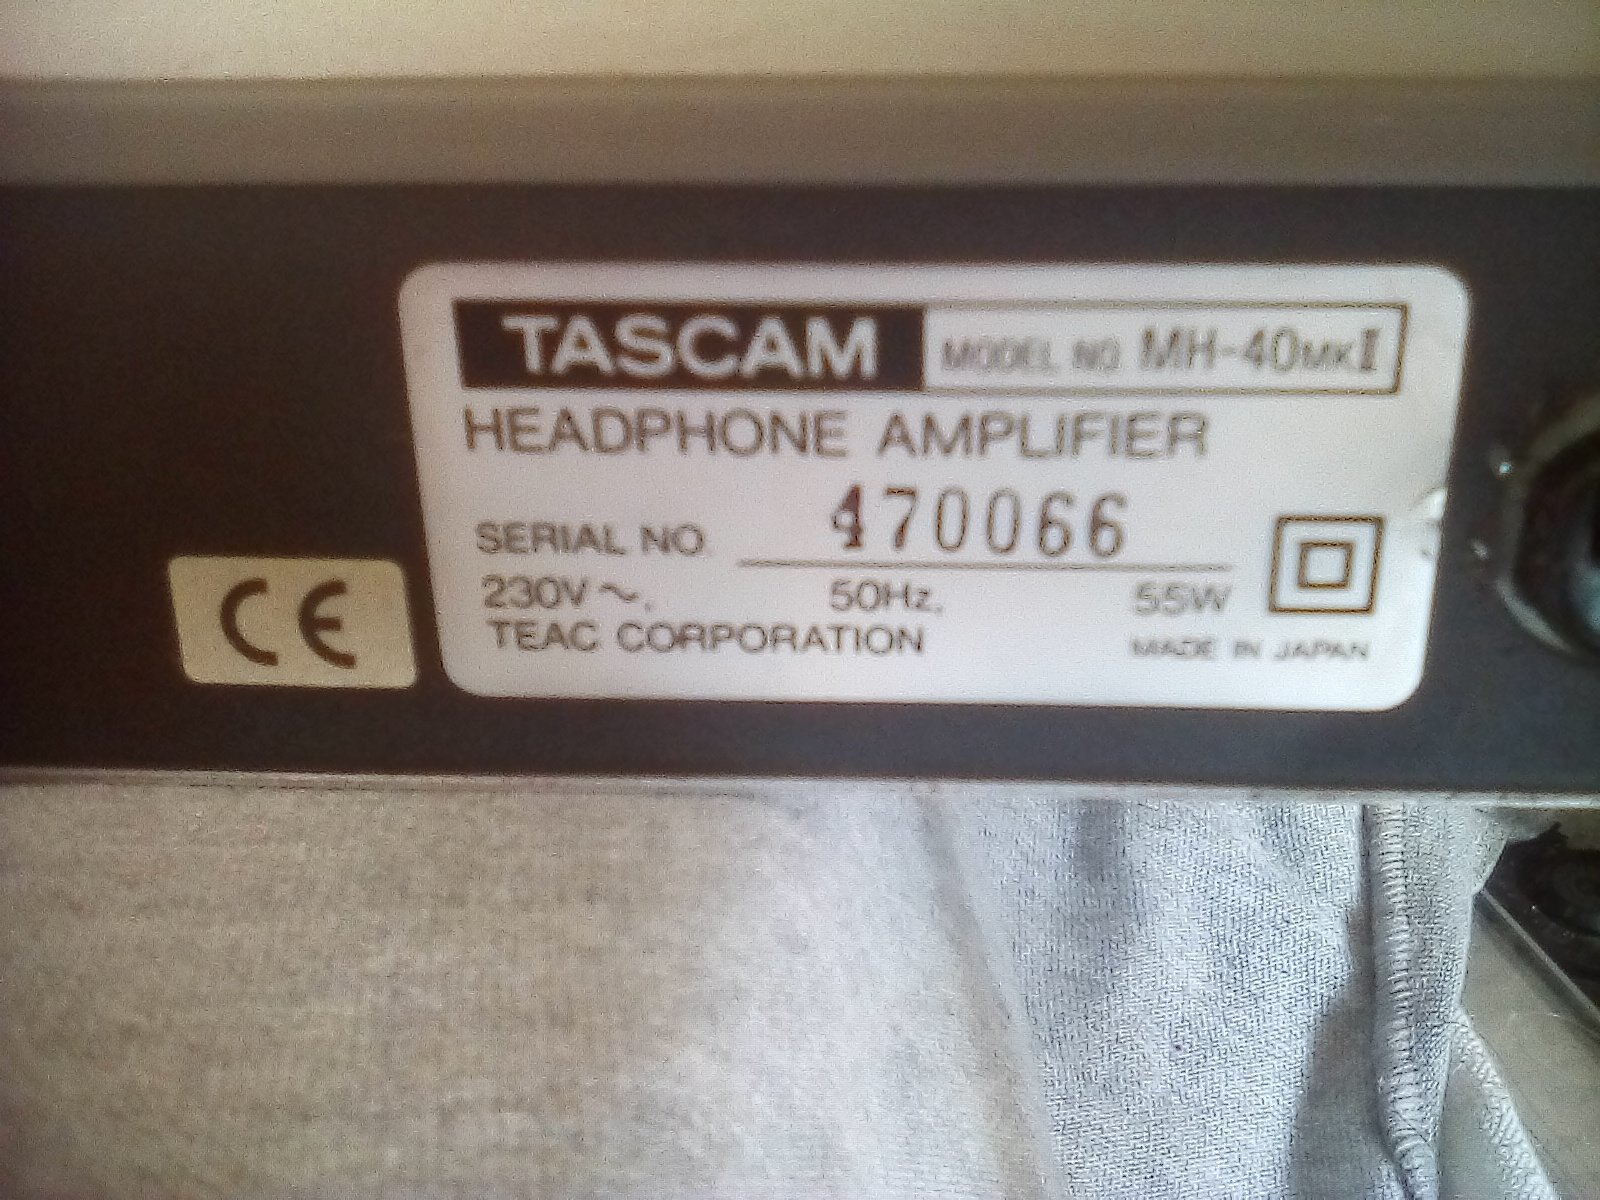 TASCAM MODEL NO. MH-40MKII
HEADPHONE AMPLIFIER
SERIAL NO. 470066
230V～, 50Hz, 55W
TEAC CORPORATION MADE IN JAPAN
CE